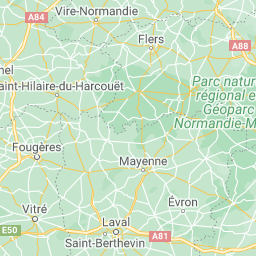 Vire-Normandie
A84
Flers
A88
nel
Parc natur
régional e
Géoparc
Normandie-M
aint-Hilaire-du-Harcouët
Fougères
Mayenne
Évron
Vitré
Laval
E50
A81
Saint-Berthevin